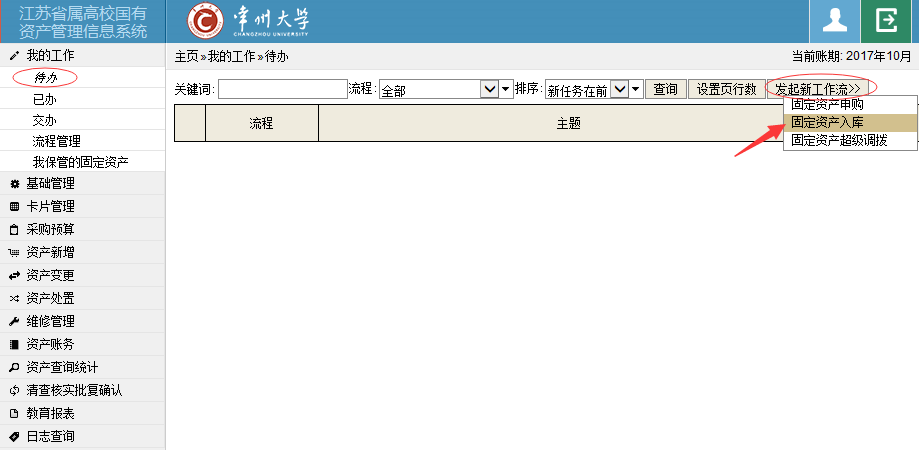 江苏省属高校国有
资产管理信息系统
常州大学
CHANGZHOU UNIVERSITY
我的工作
待办
已办
交办
流程管理
我保管的固定资产
基础管理
卡片管理
采购预算
资产新增
资产变更
资产处置
维修管理
资产账务
资产查询统计
清查核实批复确认
教育报表
日志查询
主页»我的工作»待办
当前账期: 2017年10月
关键词: 流程: 全部 排序: 新任务在前 查询 设置页行数 发起新工作流>>
固定资产申购
固定资产入库
固定资产超级调拨
流程 主题